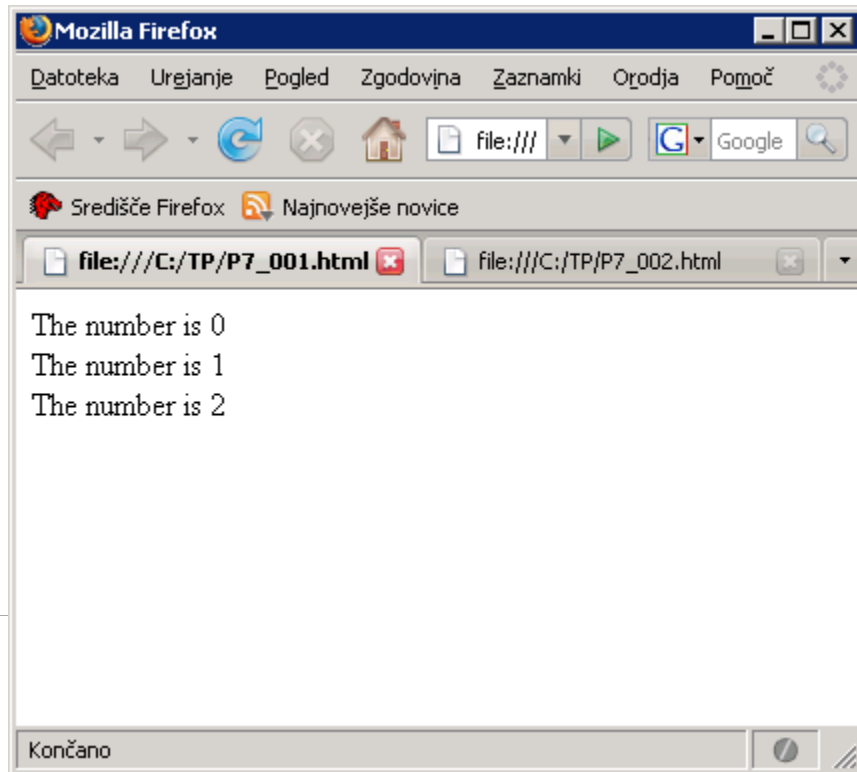 Mozilla Firefox
Datoteka Urejanje Pogled Zgodovina Zaznamki Orodja Pomoč
file:/// G Google
Središče Firefox Najnovejše novice
file:///C:/TP/P7_001.html file:///C:/TP/P7_002.html
The number is 0
The number is 1
The number is 2
Končano